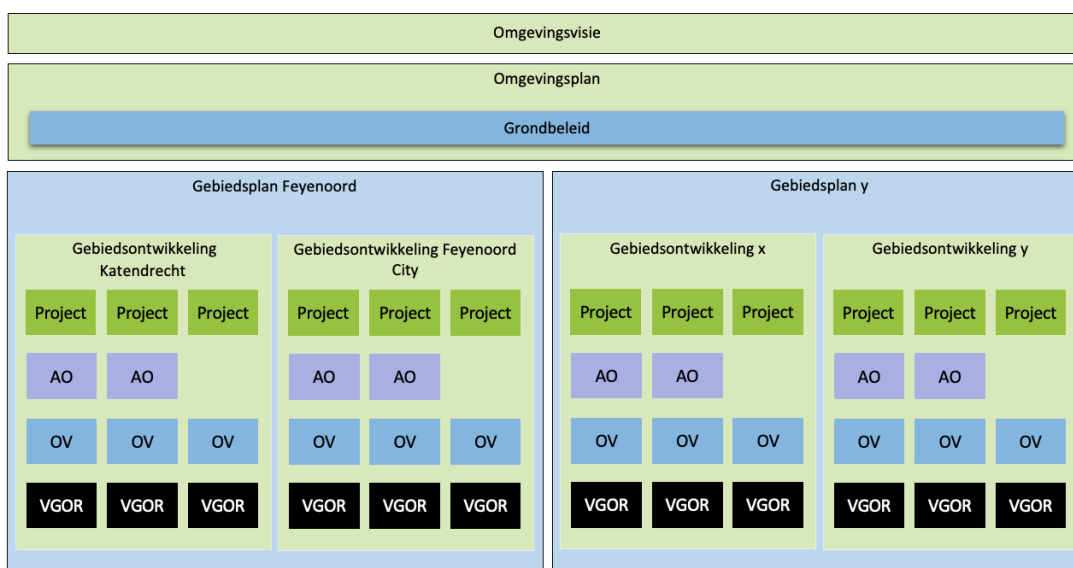 Omgevingsvisie
Omgevingsplan
Grondbeleid
Gebiedsplan Feyenoord
Gebiedsontwikkeling
Katendrecht
Project Project Project
AO AO
OV OV OV
VGOR VGOR VGOR
Gebiedsontwikkeling Feyenoord
City
Project Project Project
AO AO
OV OV OV
VGOR VGOR VGOR
Gebiedsplan y
Gebiedsontwikkeling x
Project Project Project
AO AO
OV OV OV
VGOR VGOR VGOR
Gebiedsontwikkeling y
Project Project Project
AO AO
OV OV OV
VGOR VGOR VGOR